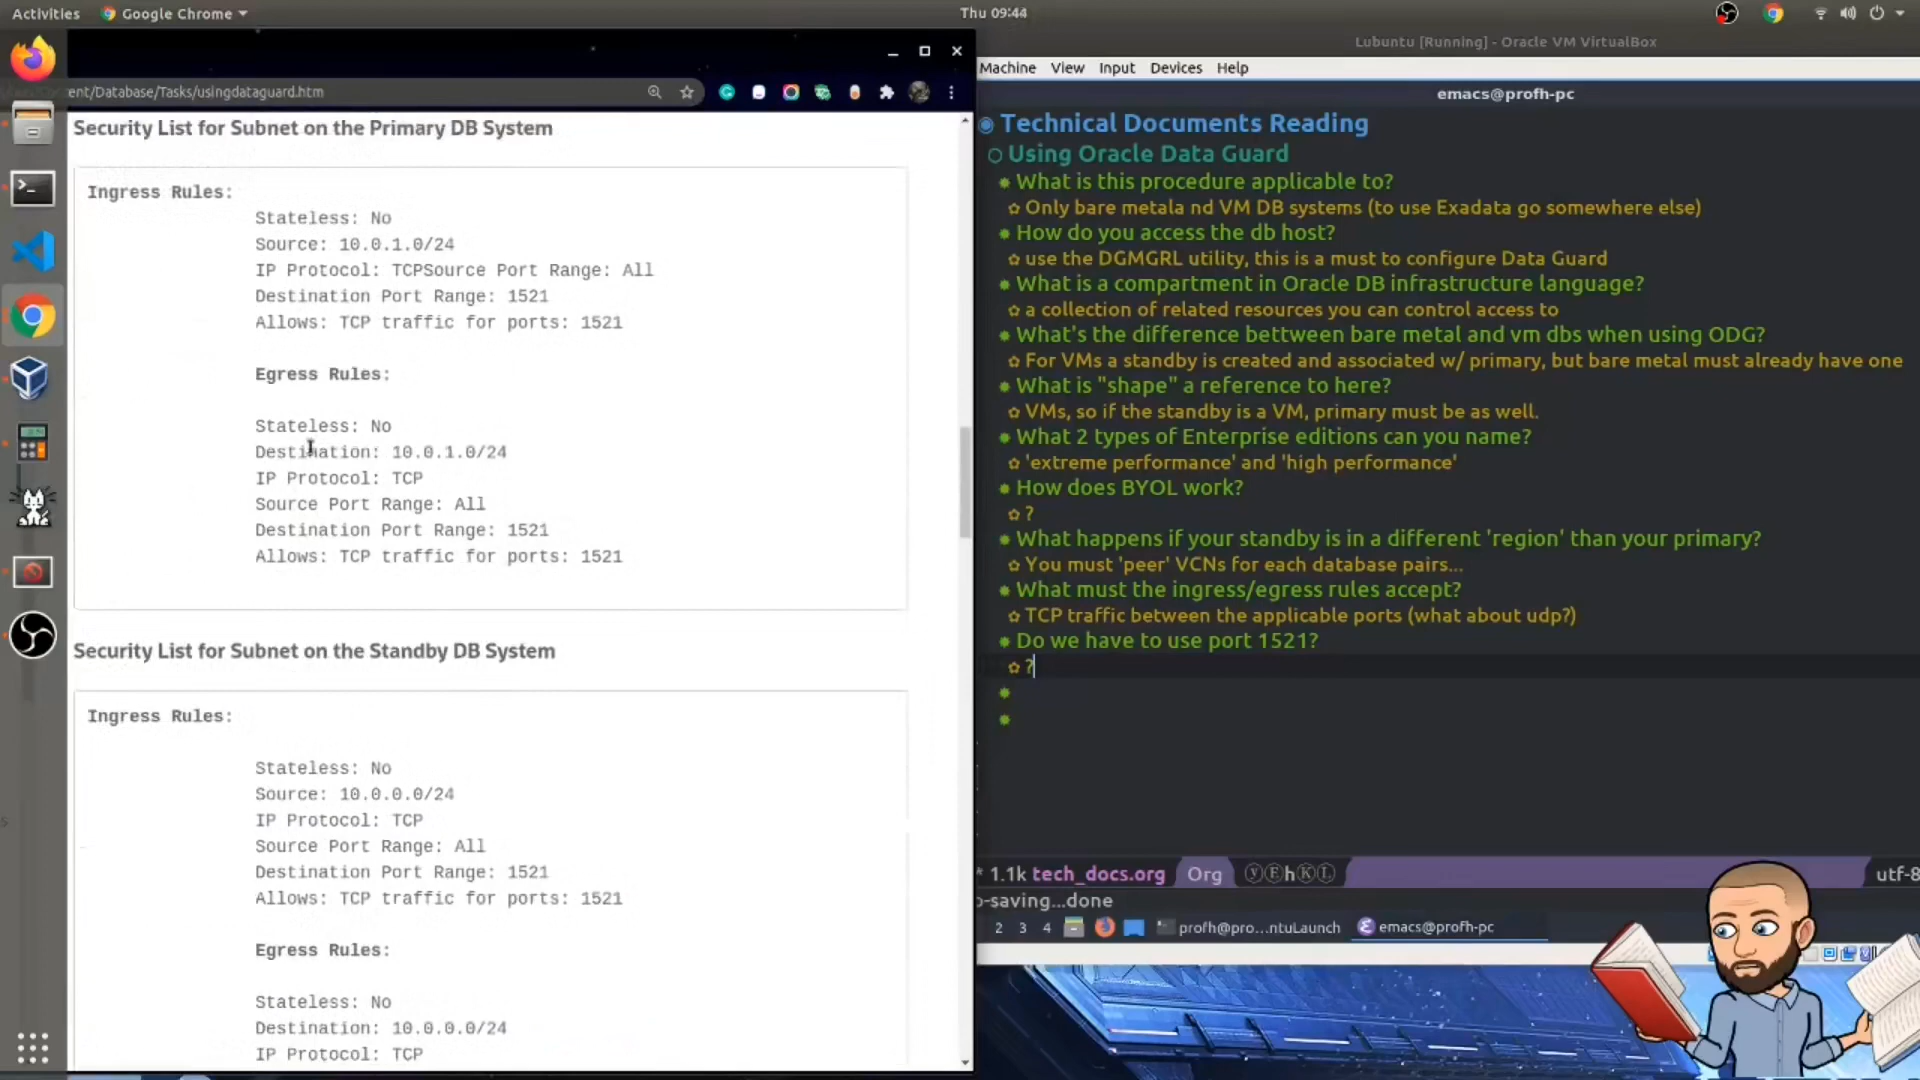 Activities
Google Chrome
Thu 09:44
ent/Database/Tasks/usingdataguard.htm
Security List for Subnet on the Primary DB System
Ingress Rules:
Stateless: No
Source: 10.0.1.0/24
IP Protocol: TCPSource Port Range: All
Destination Port Range: 1521
Allows: TCP traffic for ports: 1521
Egress Rules:
Stateless: No
Destination: 10.0.1.0/24
IP Protocol: TCP
Source Port Range: All
Destination Port Range: 1521
Allows: TCP traffic for ports: 1521
Security List for Subnet on the Standby DB System
Ingress Rules:
Stateless: No
Source: 10.0.0.0/24
IP Protocol: TCP
Source Port Range: All
Destination Port Range: 1521
Allows: TCP traffic for ports: 1521
Egress Rules:
Stateless: No
Destination: 10.0.0.0/24
IP Protocol: TCP
Lubuntu [Running] - Oracle VM VirtualBox
Machine View Input Devices Help
emacs@profh-pc
Technical Documents Reading
Using Oracle Data Guard
What is this procedure applicable to?
Only bare metala nd VM DB systems (to use Exadata go somewhere else)
How do you access the db host?
use the DGMGRL utility, this is a must to configure Data Guard
What is a compartment in Oracle DB infrastructure language?
a collection of related resources you can control access to
What's the difference bettween bare metal and vm dbs when using ODG?
For VMs a standby is created and associated w/ primary, but bare metal must already have one
What is "shape" a reference to here?
VMs, so if the standby is a VM, primary must be as well.
What 2 types of Enterprise editions can you name?
'extreme performance' and 'high performance'
How does BYOL work?
?
What happens if your standby is in a different 'region' than your primary?
You must 'peer' VCNs for each database pairs...
What must the ingress/egress rules accept?
TCP traffic between the applicable ports (what about udp?)
Do we have to use port 1521?
?
* 1.1k tech_docs.org Org ⓨⒺhⓀⓁ utf-8
o-saving...done
2 3 4 profh@pro...ntuLaunch emacs@profh-pc